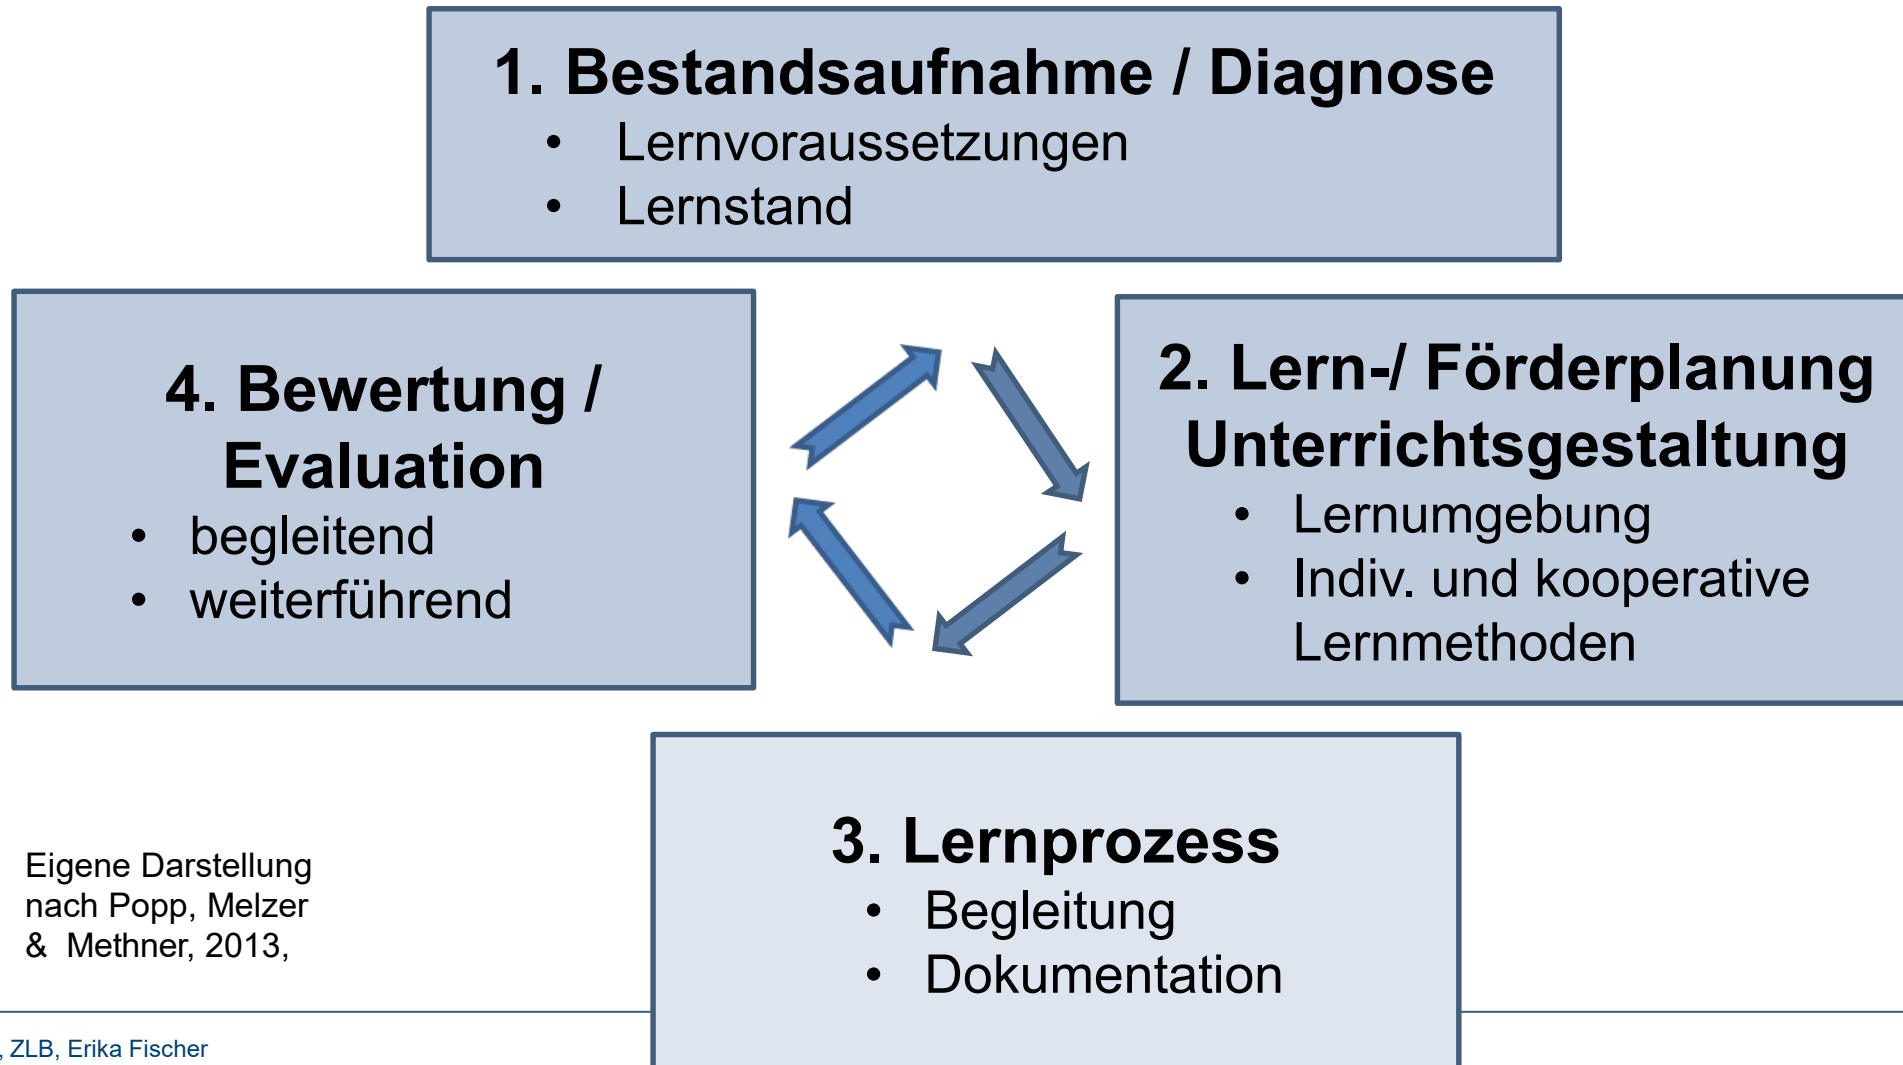 1. Bestandsaufnahme / Diagnose
• Lernvoraussetzungen
• Lernstand
2. Lern-/ Förderplanung
Unterrichtsgestaltung
• Lernumgebung
• Indiv. und kooperative
Lernmethoden
3. Lernprozess
• Begleitung
• Dokumentation
4. Bewertung /
Evaluation
• begleitend
• weiterführend
Eigene Darstellung
nach Popp, Melzer
& Methner, 2013,
, ZLB, Erika Fischer